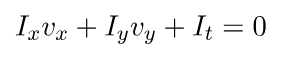 I_x v_x + I_y v_y + I_t = 0